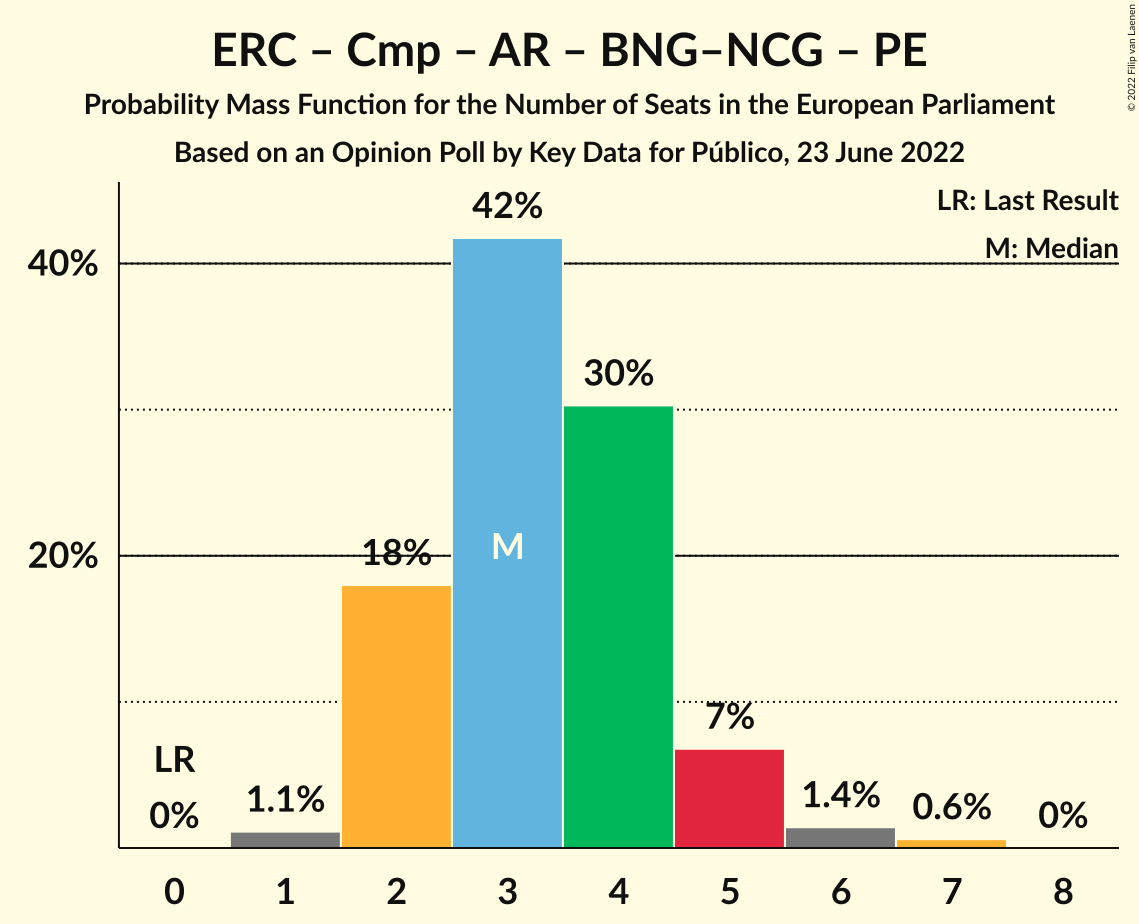 ERC – Cmp – AR – BNG–NCG – PE
Probability Mass Function for the Number of Seats in the European Parliament
Based on an Opinion Poll by Key Data for Público, 23 June 2022
© 2022 Filip van Laenen
LR: Last Result
M: Median
42%
40%
30%
20%
18%
M
7%
LR
0%
1.1%
1.4%
0.6%
0%
0 1 2 3 4 5 6 7 8